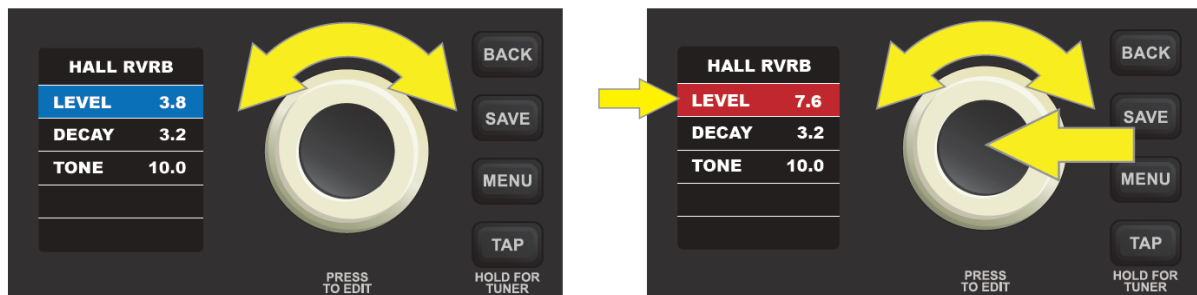 HALL RVRB
LEVEL 3.8
DECAY 3.2
TONE 10.0
BACK
SAVE
MENU
TAP
PRESS
TO EDIT
HOLD FOR
TUNER
HALL RVRB
LEVEL 7.6
DECAY 3.2
TONE 10.0
BACK
SAVE
MENU
TAP
PRESS
TO EDIT
HOLD FOR
TUNER